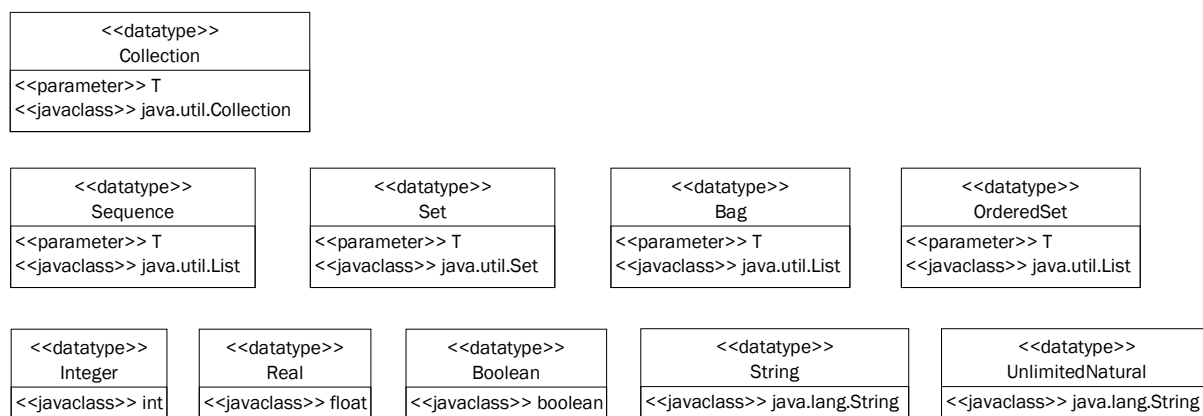 <<datatype>>
Collection
<<parameter>> T
<<javaclass>> java.util.Collection
<<datatype>>
Sequence
<<parameter>> T
<<javaclass>> java.util.List
<<datatype>>
Set
<<parameter>> T
<<javaclass>> java.util.Set
<<datatype>>
Bag
<<parameter>> T
<<javaclass>> java.util.List
<<datatype>>
OrderedSet
<<parameter>> T
<<javaclass>> java.util.List
<<datatype>>
Integer
<<javaclass>> int
<<datatype>>
Real
<<javaclass>> float
<<datatype>>
Boolean
<<javaclass>> boolean
<<datatype>>
String
<<javaclass>> java.lang.String
<<datatype>>
UnlimitedNatural
<<javaclass>> java.lang.String